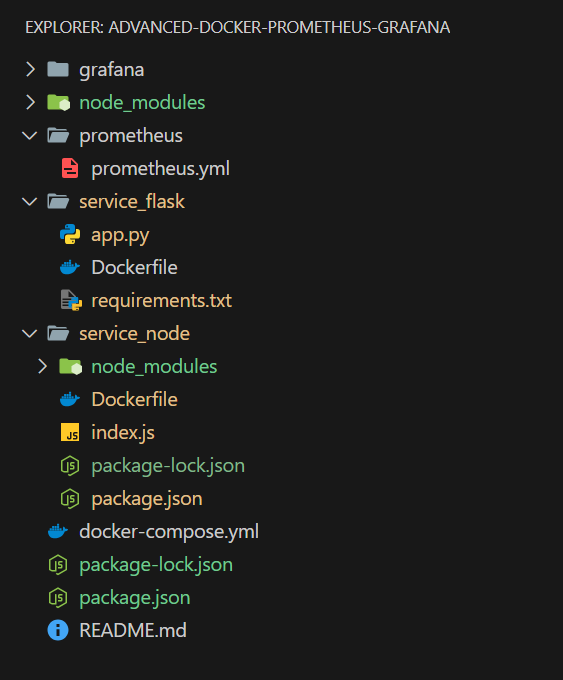 EXPLORER: ADVANCED-DOCKER-PROMETHEUS-GRAFANA
grafana
node_modules
prometheus
prometheus.yml
service_flask
app.py
Dockerfile
requirements.txt
service_node
node_modules
Dockerfile
index.js
package-lock.json
package.json
docker-compose.yml
package-lock.json
package.json
README.md